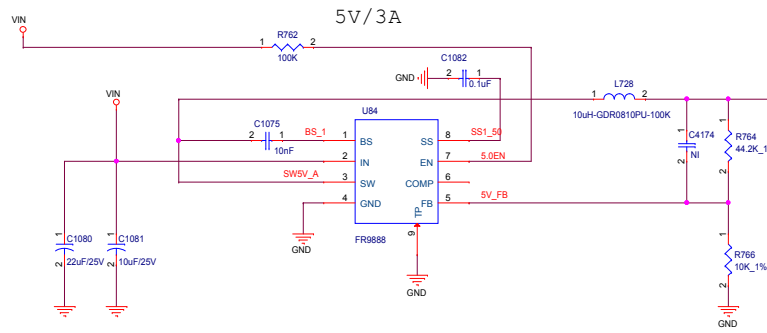 5V/3A
VIN
R762
1 2
100K
C1082
GND 2 1
0.1uF
L728
1 2
10uH-GDR0810PU-100K
VIN
U84
C1075
2 1
10nF
BS_1
1 BS
2 IN
SW5V_A
3 SW
4 GND
SS 8
SS1_50
EN 7
5.0EN
COMP 6
FB 5
5V_FB
TP
9
FR9888
GND
GND
1
C4174
NI
2
1
R764
44.2K_1
2
1
C1080
22uF/25V
2
1
C1081
10uF/25V
2
1
R766
10K_1%
2
GND